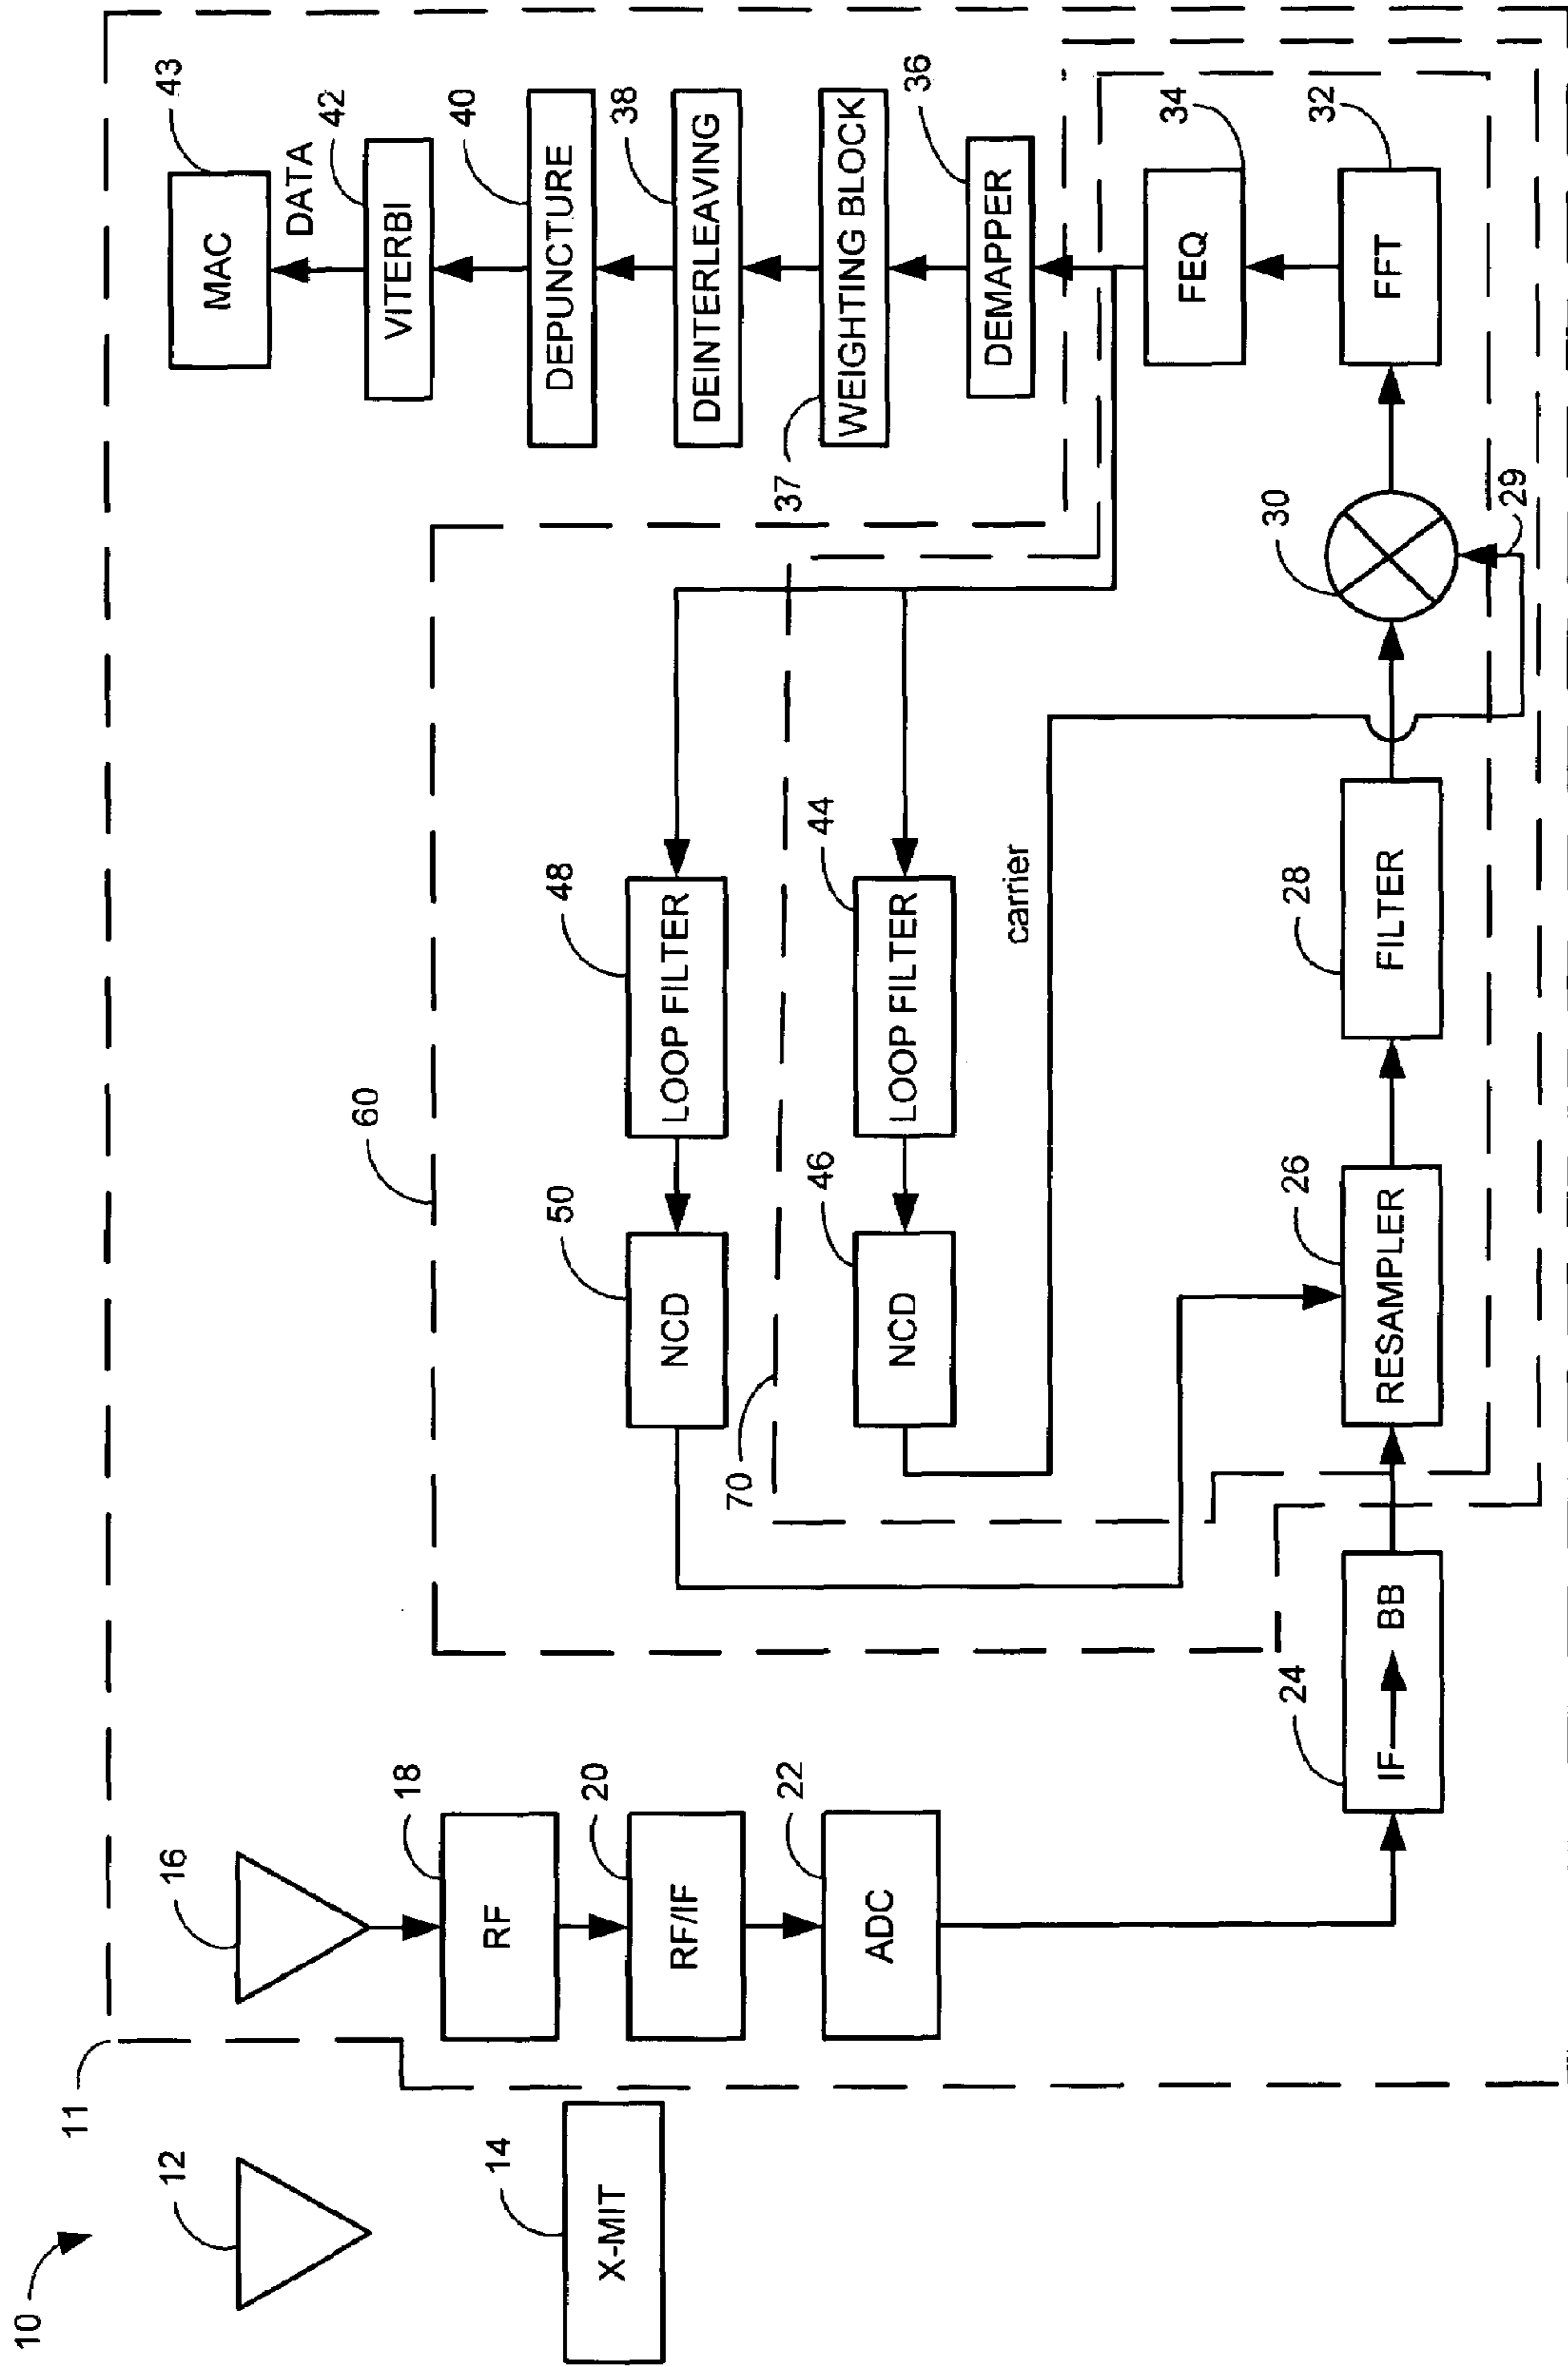 10
11
12
X-MIT
14
16
RF
18
RF/IF
20
ADC
22
IF BB
24
RESAMPLER
26
FILTER
28
29
30
FFT
32
FEQ
34
DEMAPPER
36
WEIGHTING BLOCK
37
DEINTERLEAVING
38
DEPUNCTURE
40
VITERBI
42
DATA
MAC
43
LOOP FILTER
44
NCD
46
carrier
LOOP FILTER
48
NCD
50
60
70